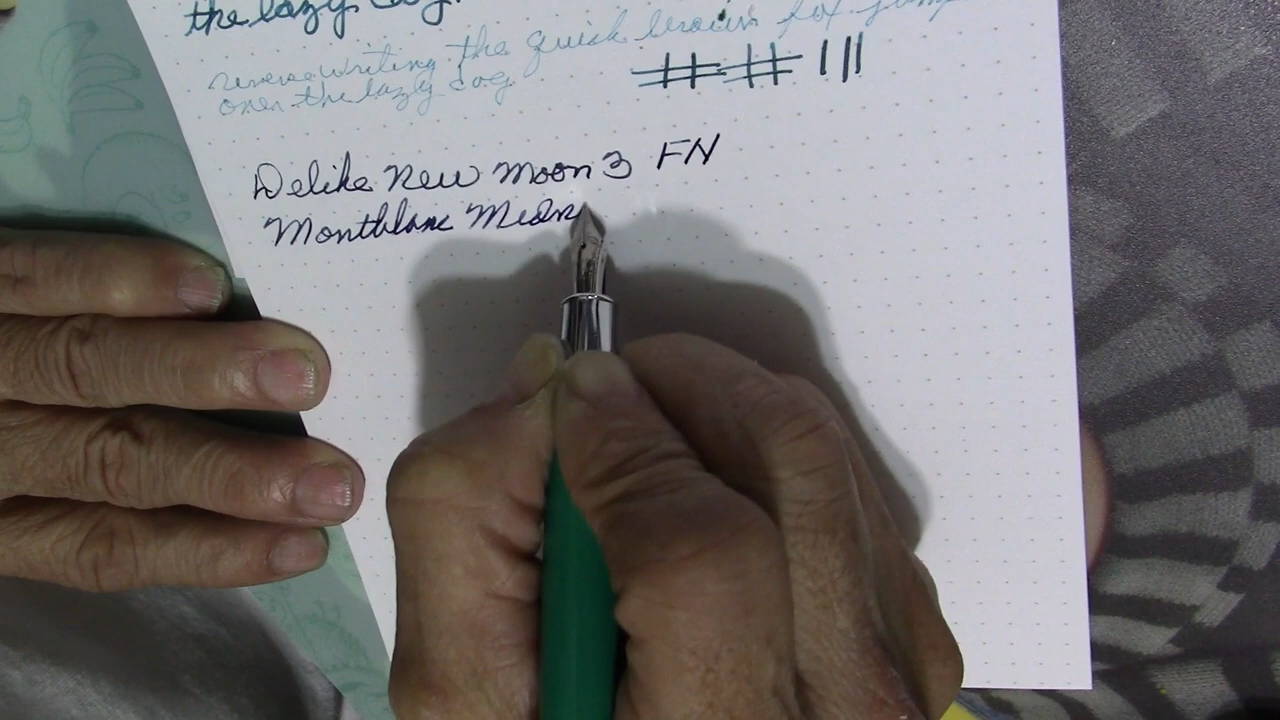 the lazy dog.
reverse writing the quick brown fox jump
over the lazy dog
Delike New Moon 3 FN
Montblanc Midn